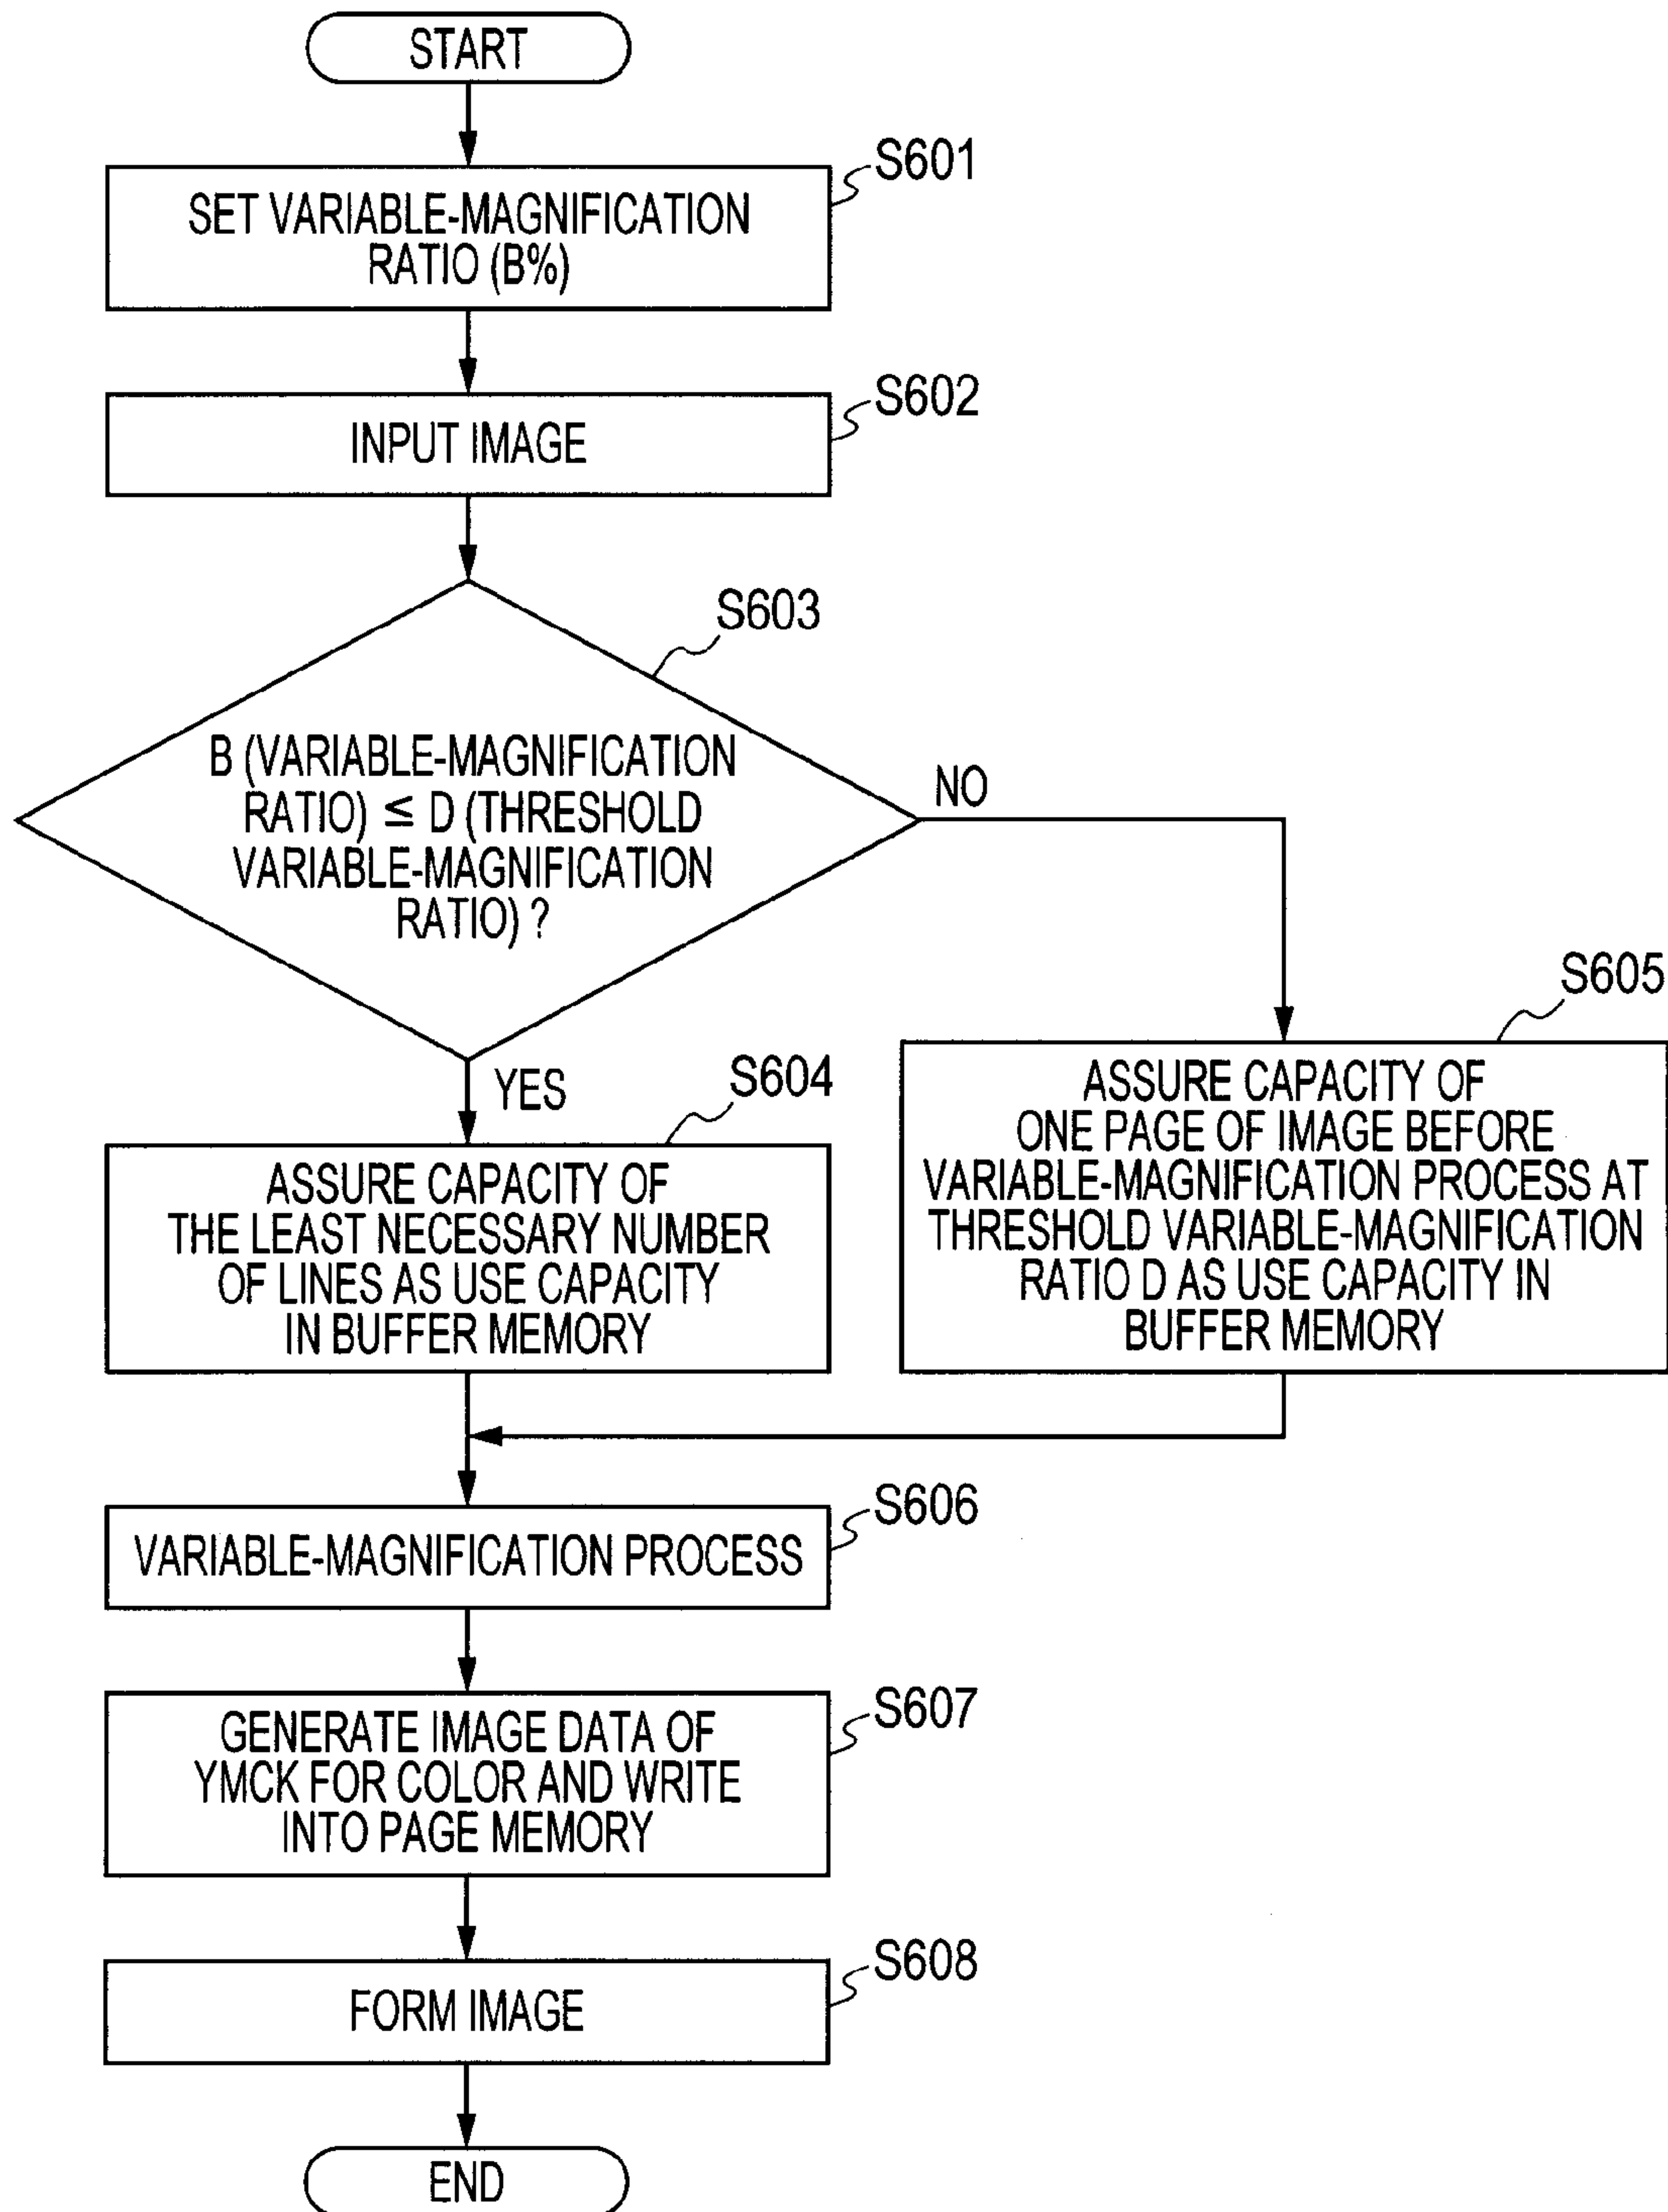 START
S601
SET VARIABLE-MAGNIFICATION
RATIO (B%)
S602
INPUT IMAGE
S603
B (VARIABLE-MAGNIFICATION
RATIO) ≤ D (THRESHOLD
VARIABLE-MAGNIFICATION
RATIO) ?
NO
YES
S604
ASSURE CAPACITY OF
THE LEAST NECESSARY NUMBER
OF LINES AS USE CAPACITY
IN BUFFER MEMORY
S605
ASSURE CAPACITY OF
ONE PAGE OF IMAGE BEFORE
VARIABLE-MAGNIFICATION PROCESS AT
THRESHOLD VARIABLE-MAGNIFICATION
RATIO D AS USE CAPACITY IN
BUFFER MEMORY
S606
VARIABLE-MAGNIFICATION PROCESS
S607
GENERATE IMAGE DATA OF
YMCK FOR COLOR AND WRITE
INTO PAGE MEMORY
S608
FORM IMAGE
END